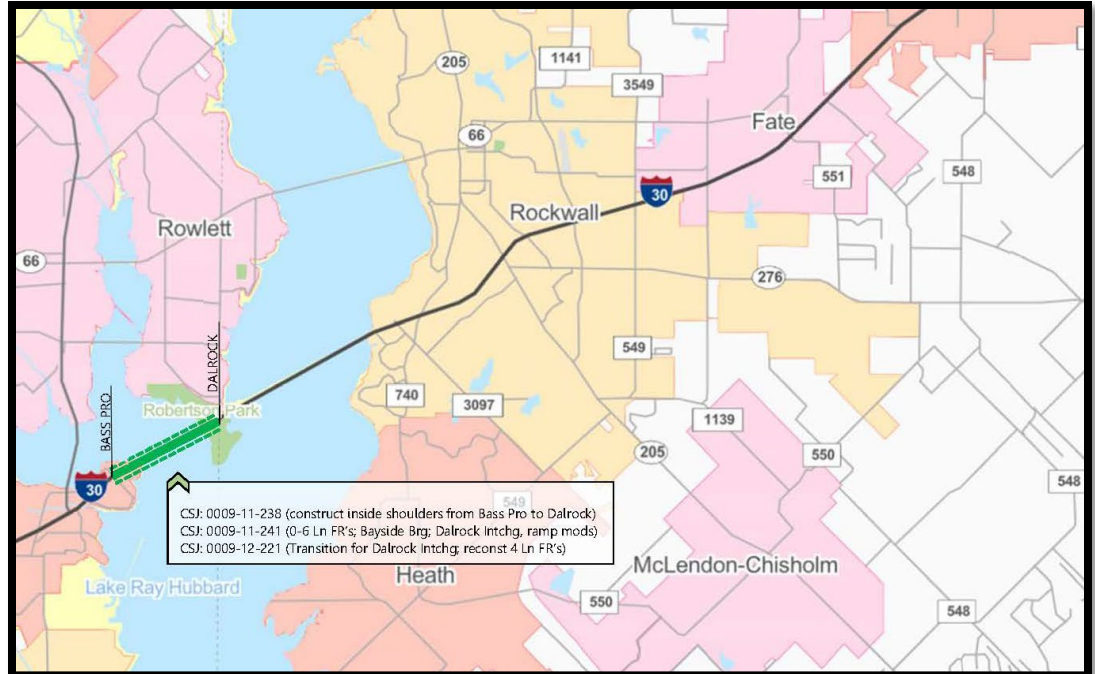 205
1141
3549
66
Fate
551
548
30
Rockwall
Rowlett
66
276
549
DALROCK
740
3097
Robertson Park
BASS PRO
1139
205
550
548
30
549
CSJ: 0009-11-238 (construct inside shoulders from Bass Pro to Dalrock)
CSJ: 0009-11-241 (0-6 Ln FR's; Bayside Brg; Dalrock Intchg, ramp mods)
CSJ: 0009-12-221 (Transition for Dalrock Intchg; reconst 4 Ln FR's)
Heath
McLendon-Chisholm
Lake Ray Hubbard
550
548